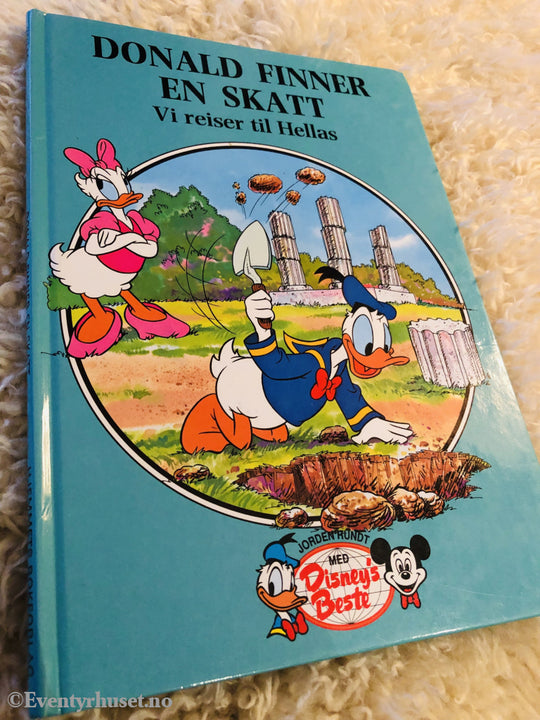 DONALD FINNER
EN SKATT
Vi reiser til Hellas
JORDEN RUNDT
MED
Disney's
Beste
©Eventyrhuset.no